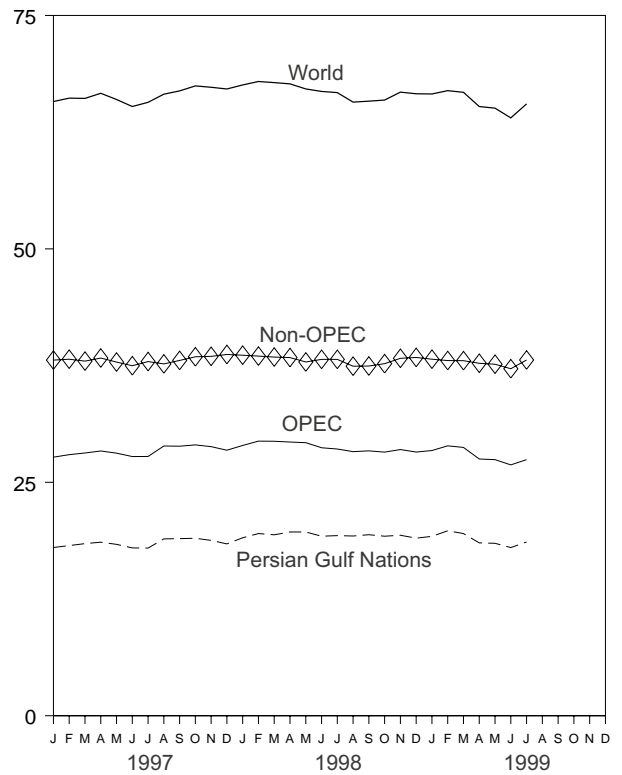 75
World
50
Non-OPEC
OPEC
25
Persian Gulf Nations
0
J F M A M J J A S O N D J F M A M J J A S O N D J F M A M J J A S O N D
1997 1998 1999